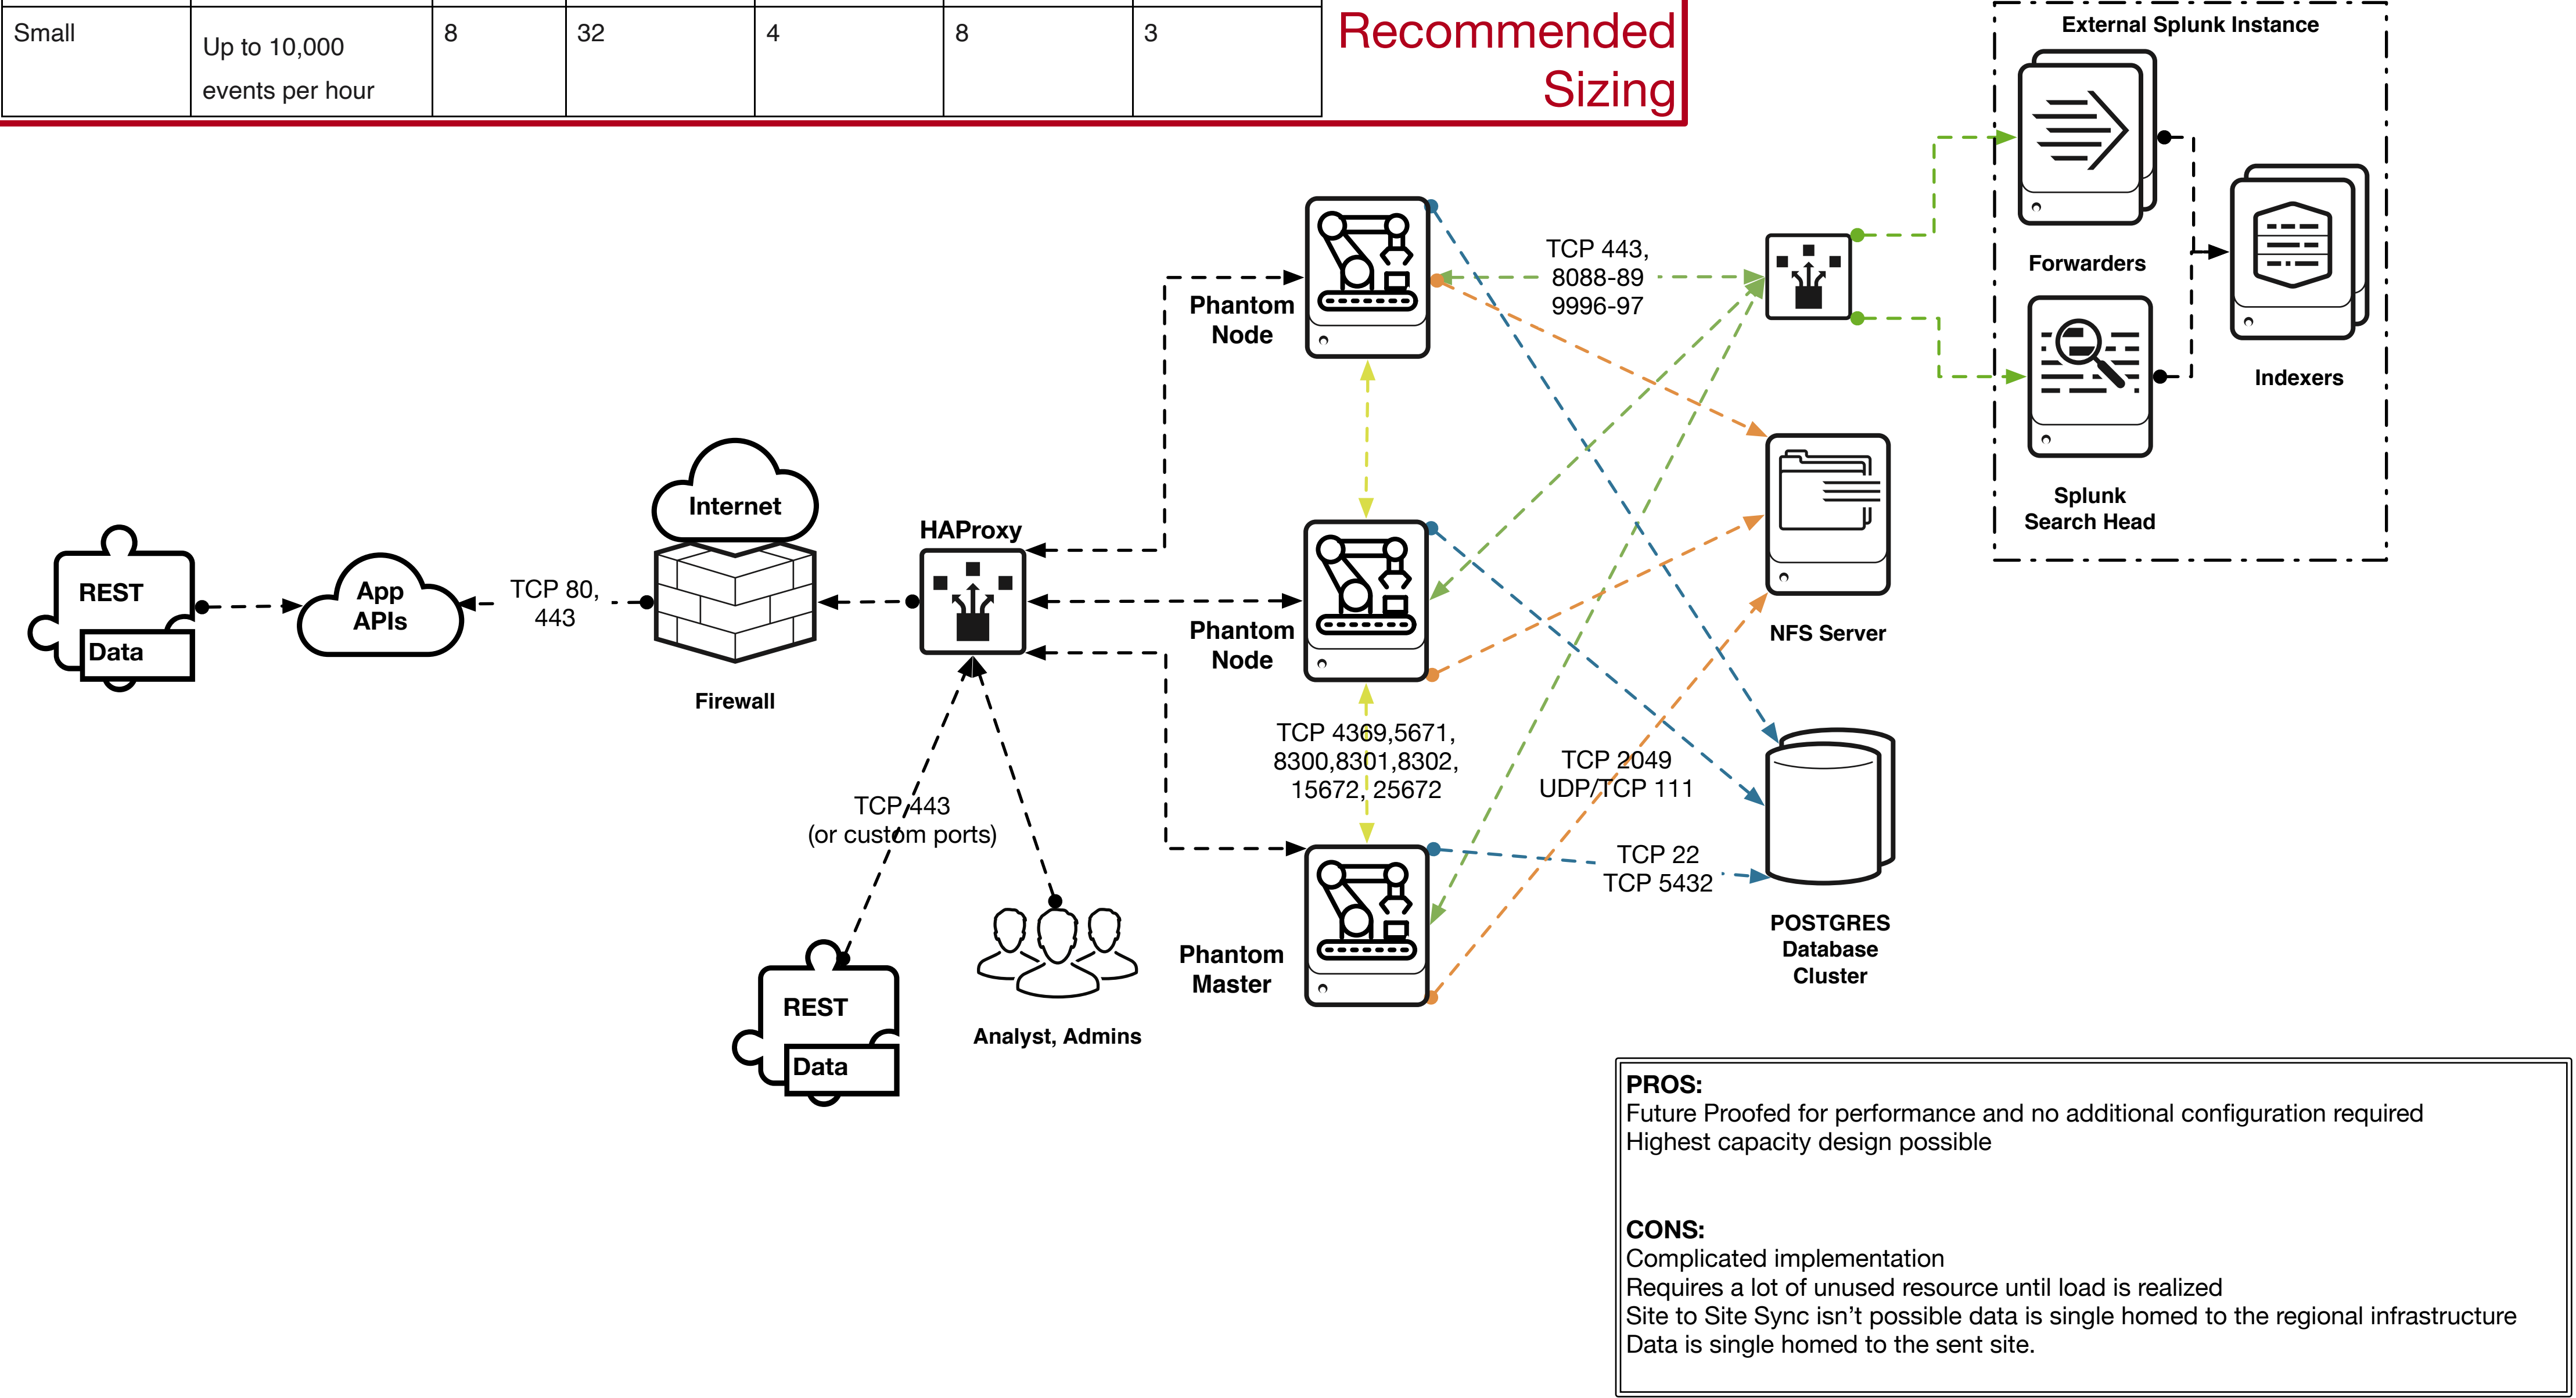 Small
Up to 10,000
events per hour
8
32
4
8
3
Recommended
Sizing
External Splunk Instance
Forwarders
Indexers
Splunk
Search Head
TCP 443,
8088-89
9996-97
Phantom
Node
Internet
HAProxy
REST
Data
App
APIs
TCP 80,
443
Firewall
Phantom
Node
NFS Server
TCP 4369,5671,
8300,8301,8302,
15672, 25672
TCP 2049
UDP/TCP 111
TCP 443
(or custom ports)
TCP 22
TCP 5432
POSTGRES
Database
Cluster
Phantom
Master
REST
Data
Analyst, Admins
PROS:
Future Proofed for performance and no additional configuration required
Highest capacity design possible
CONS:
Complicated implementation
Requires a lot of unused resource until load is realized
Site to Site Sync isn’t possible data is single homed to the regional infrastructure
Data is single homed to the sent site.